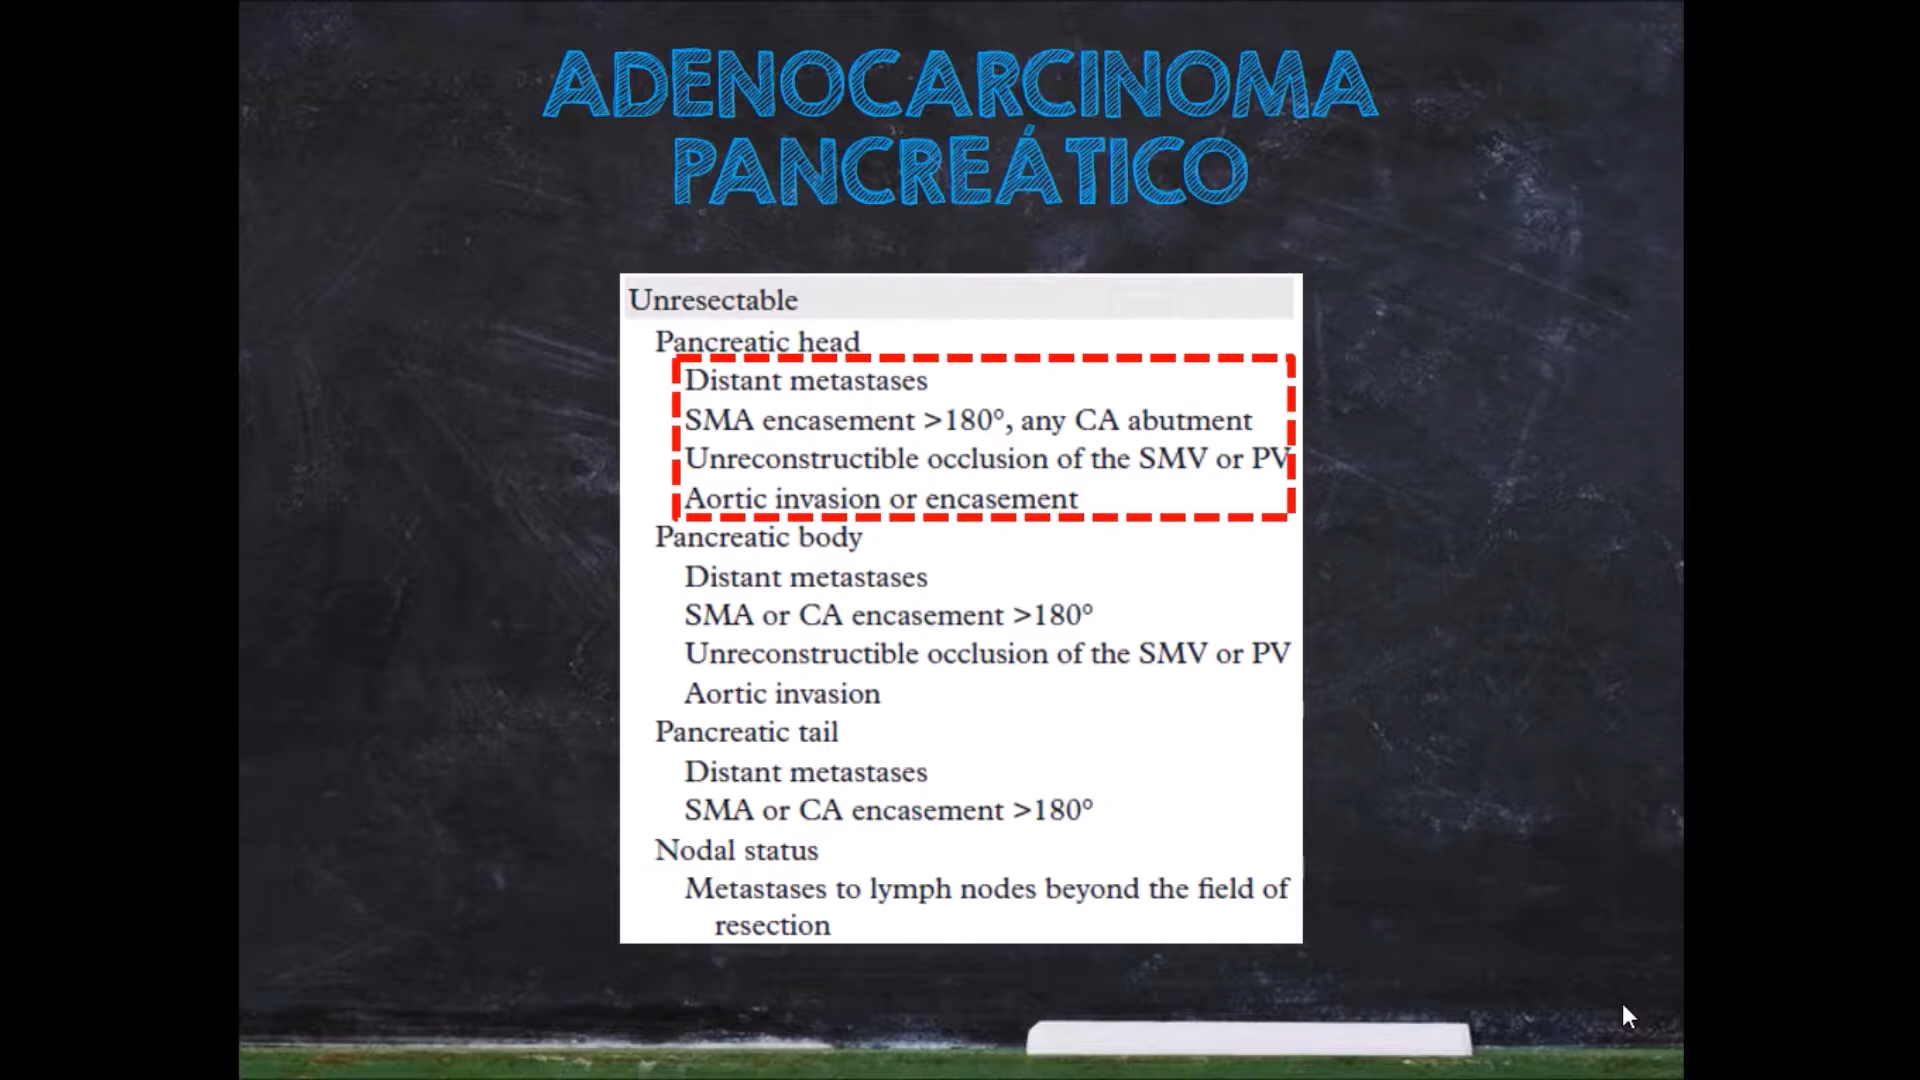 ADENOCARCINOMA
PANCREÁTICO
Unresectable
Pancreatic head
Distant metastases
SMA encasement >180°, any CA abutment
Unreconstructible occlusion of the SMV or PV
Aortic invasion or encasement
Pancreatic body
Distant metastases
SMA or CA encasement >180°
Unreconstructible occlusion of the SMV or PV
Aortic invasion
Pancreatic tail
Distant metastases
SMA or CA encasement >180°
Nodal status
Metastases to lymph nodes beyond the field of
resection